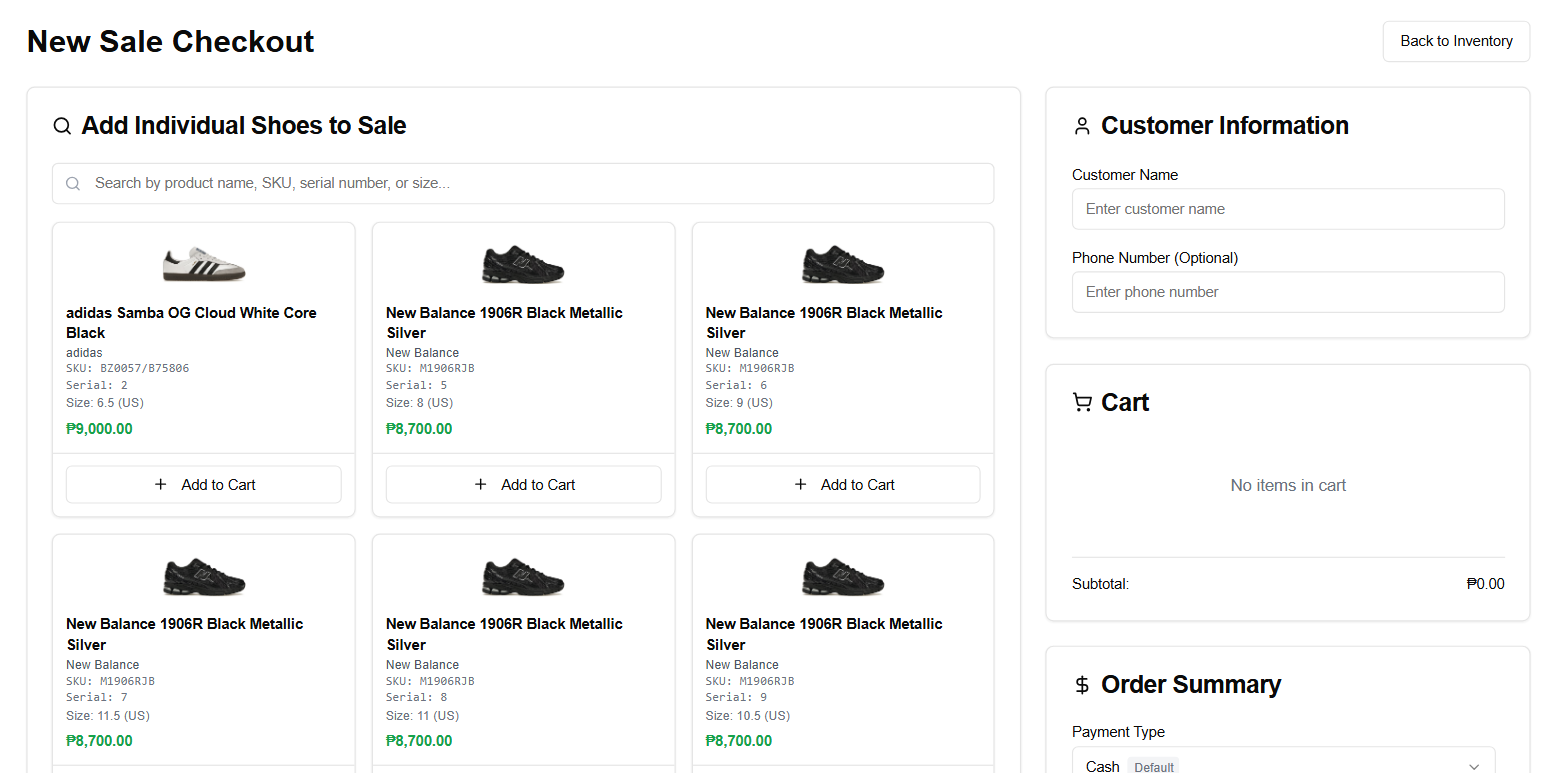 New Sale Checkout
Back to Inventory
Add Individual Shoes to Sale
Search by product name, SKU, serial number, or size...
adidas Samba OG Cloud White Core
Black
adidas
SKU: BZ0057/B75806
Serial: 2
Size: 6.5 (US)
₱9,000.00
Add to Cart
New Balance 1906R Black Metallic
Silver
New Balance
SKU: M1906RJB
Serial: 5
Size: 8 (US)
₱8,700.00
Add to Cart
New Balance 1906R Black Metallic
Silver
New Balance
SKU: M1906RJB
Serial: 6
Size: 9 (US)
₱8,700.00
Add to Cart
New Balance 1906R Black Metallic
Silver
New Balance
SKU: M1906RJB
Serial: 7
Size: 11.5 (US)
₱8,700.00
New Balance 1906R Black Metallic
Silver
New Balance
SKU: M1906RJB
Serial: 8
Size: 11 (US)
₱8,700.00
New Balance 1906R Black Metallic
Silver
New Balance
SKU: M1906RJB
Serial: 9
Size: 10.5 (US)
₱8,700.00
Customer Information
Customer Name
Enter customer name
Phone Number (Optional)
Enter phone number
Cart
No items in cart
Subtotal: ₱0.00
Order Summary
Payment Type
Cash Default